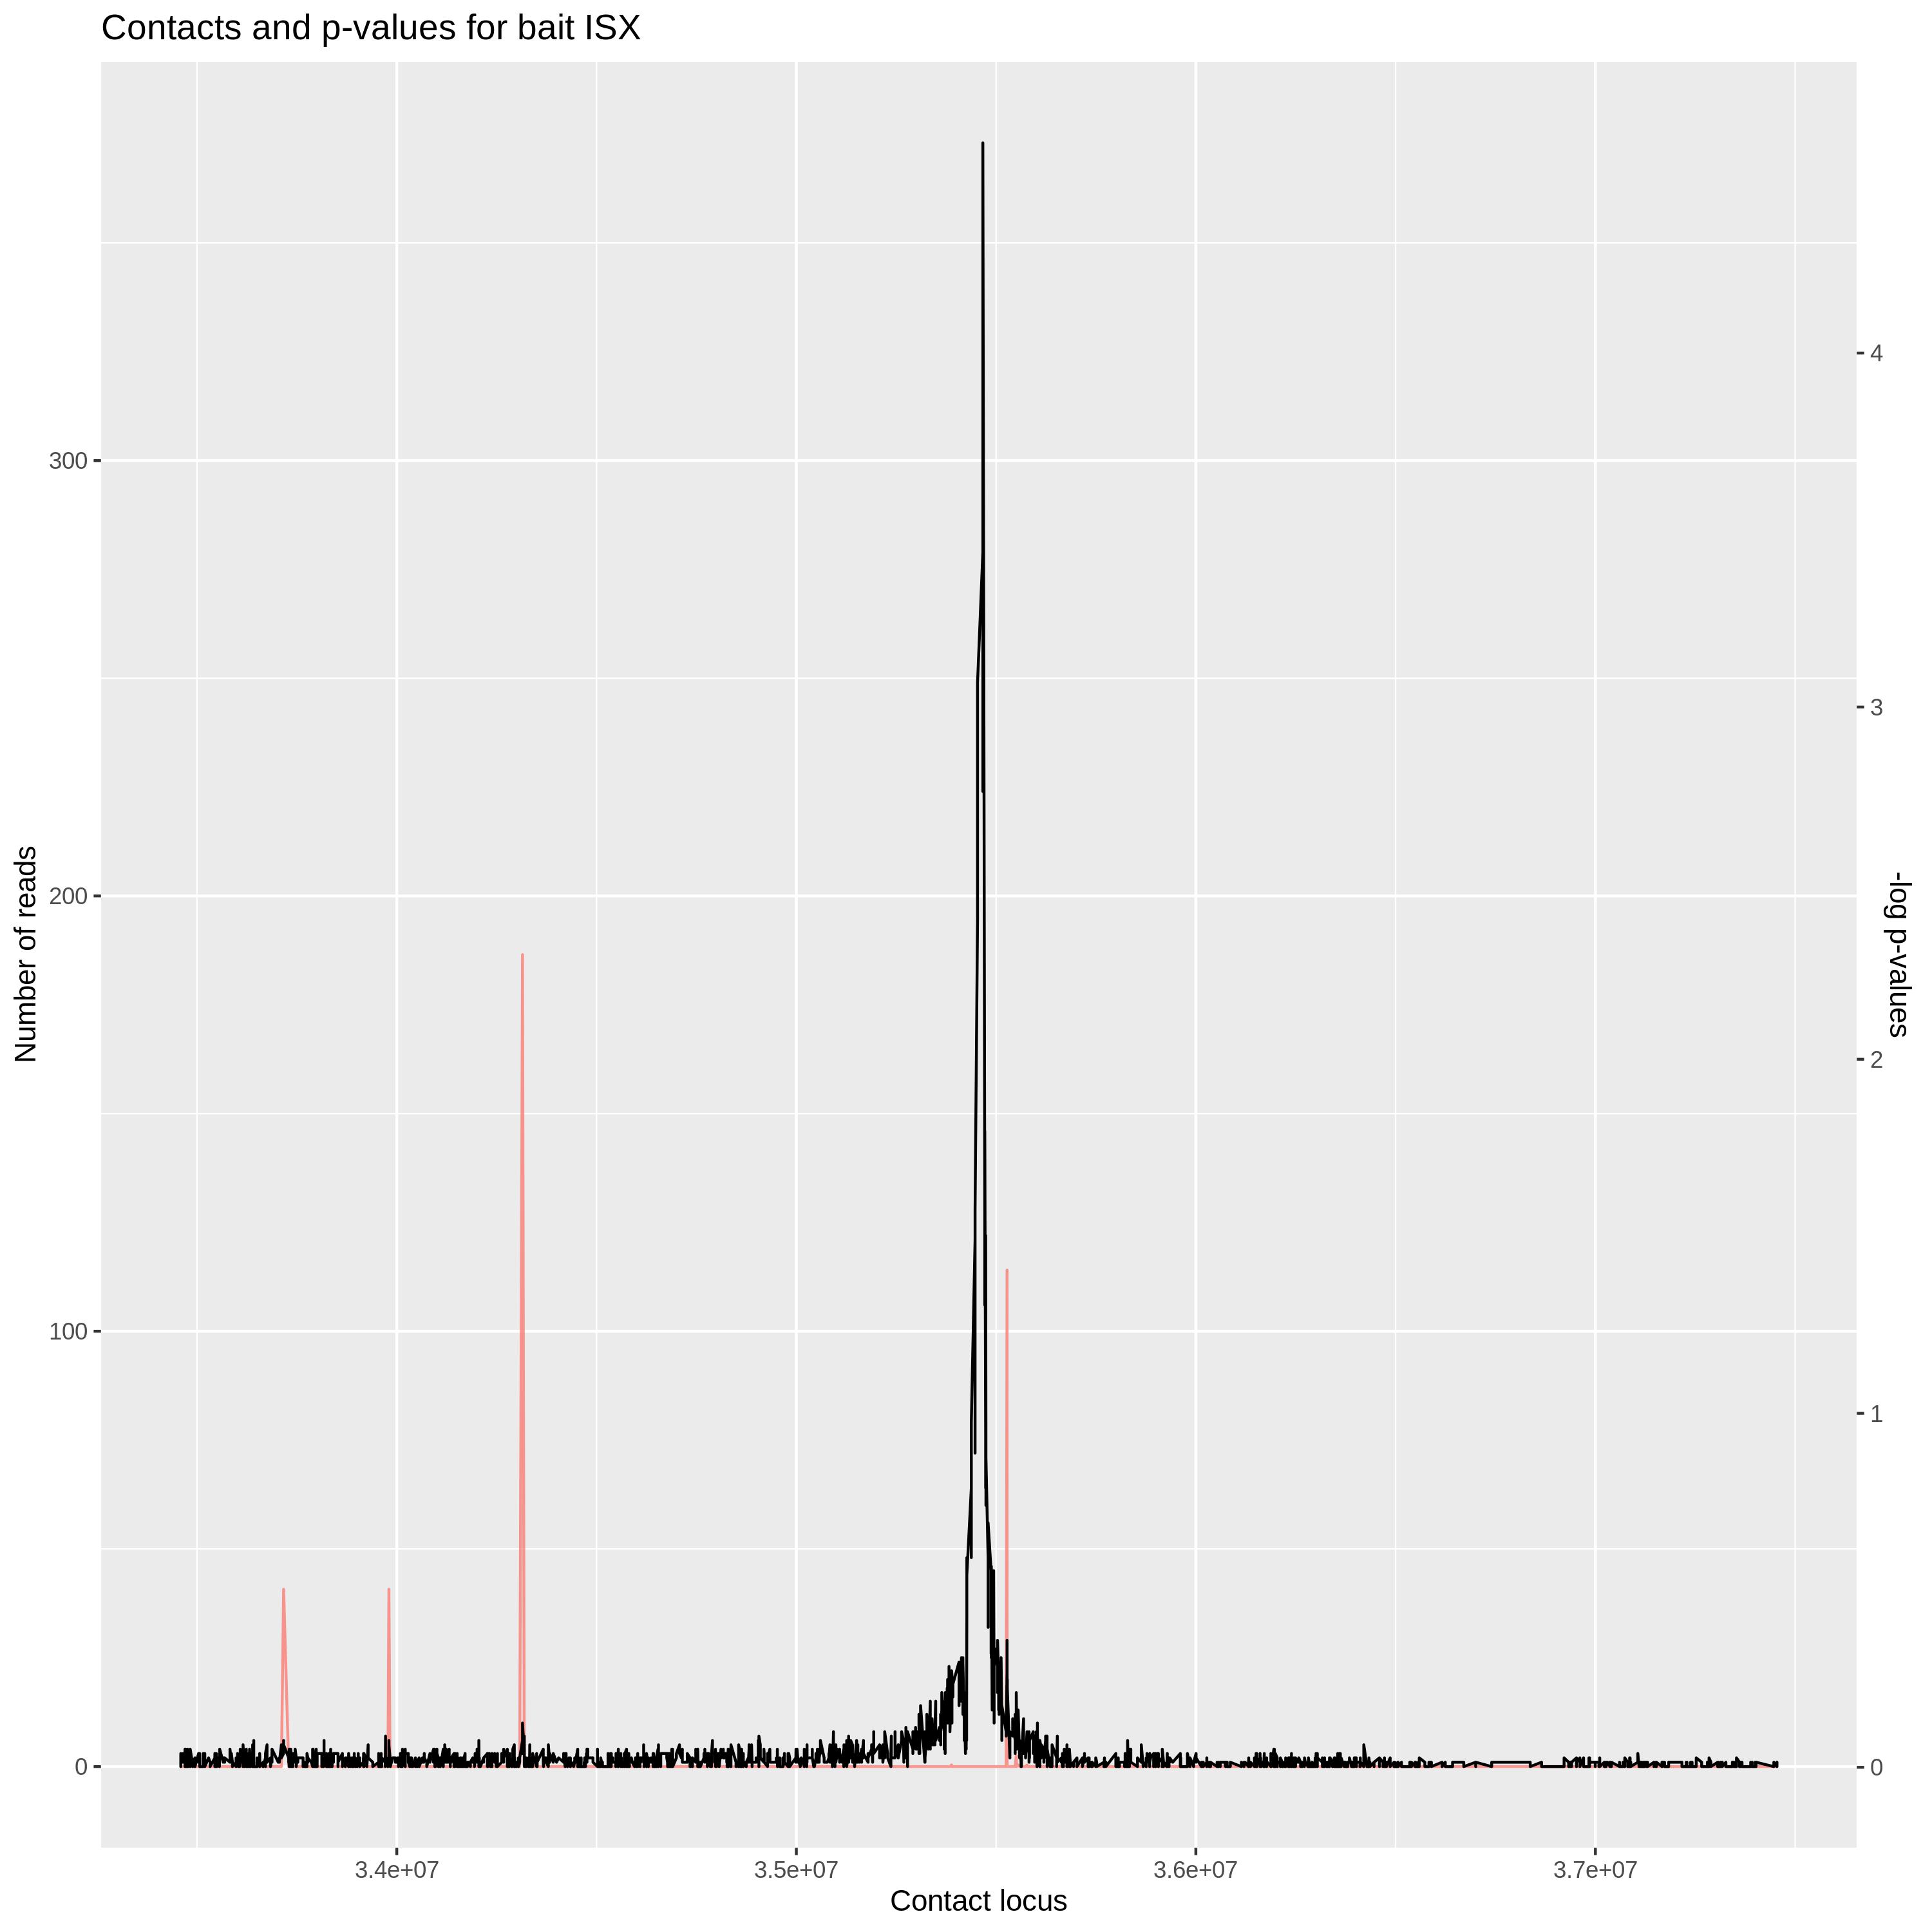 Contacts and p-values for bait ISX
Number of reads
300
200
100
0
4
3
2
1
0
-log p-values
3.4e+07
3.5e+07
3.6e+07
3.7e+07
Contact locus